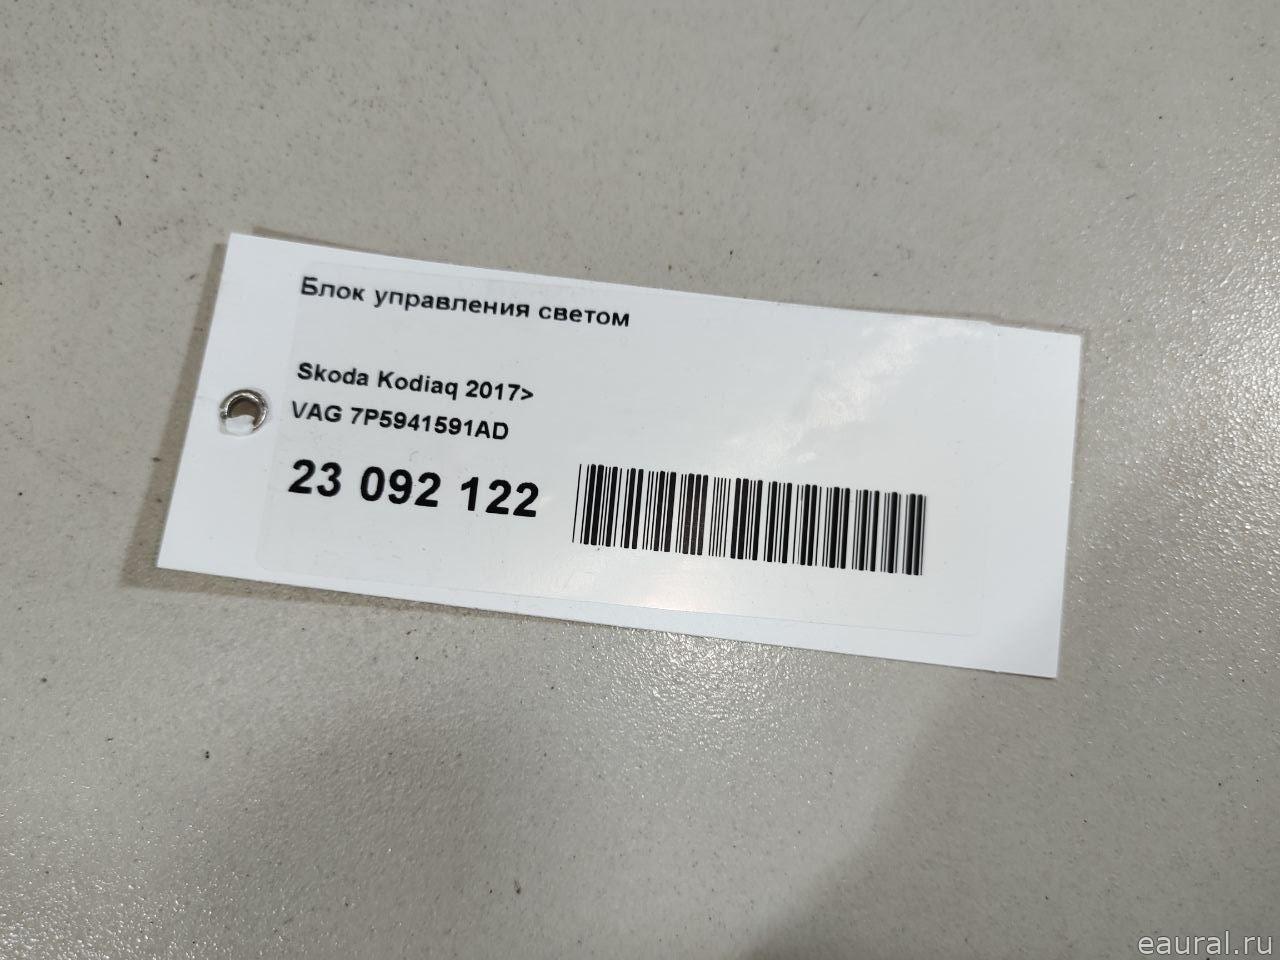 Блок управления светом
Skoda Kodiaq 2017>
VAG 7P5941591AD
23 092 122
eaural.ru